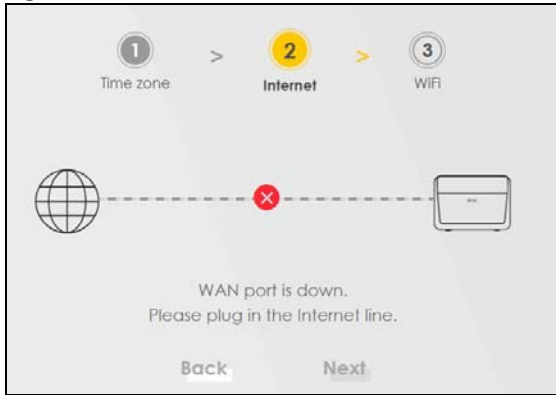 1 > 2 > 3
Time zone Internet WiFi
WAN port is down.
Please plug in the Internet line.
Back Next